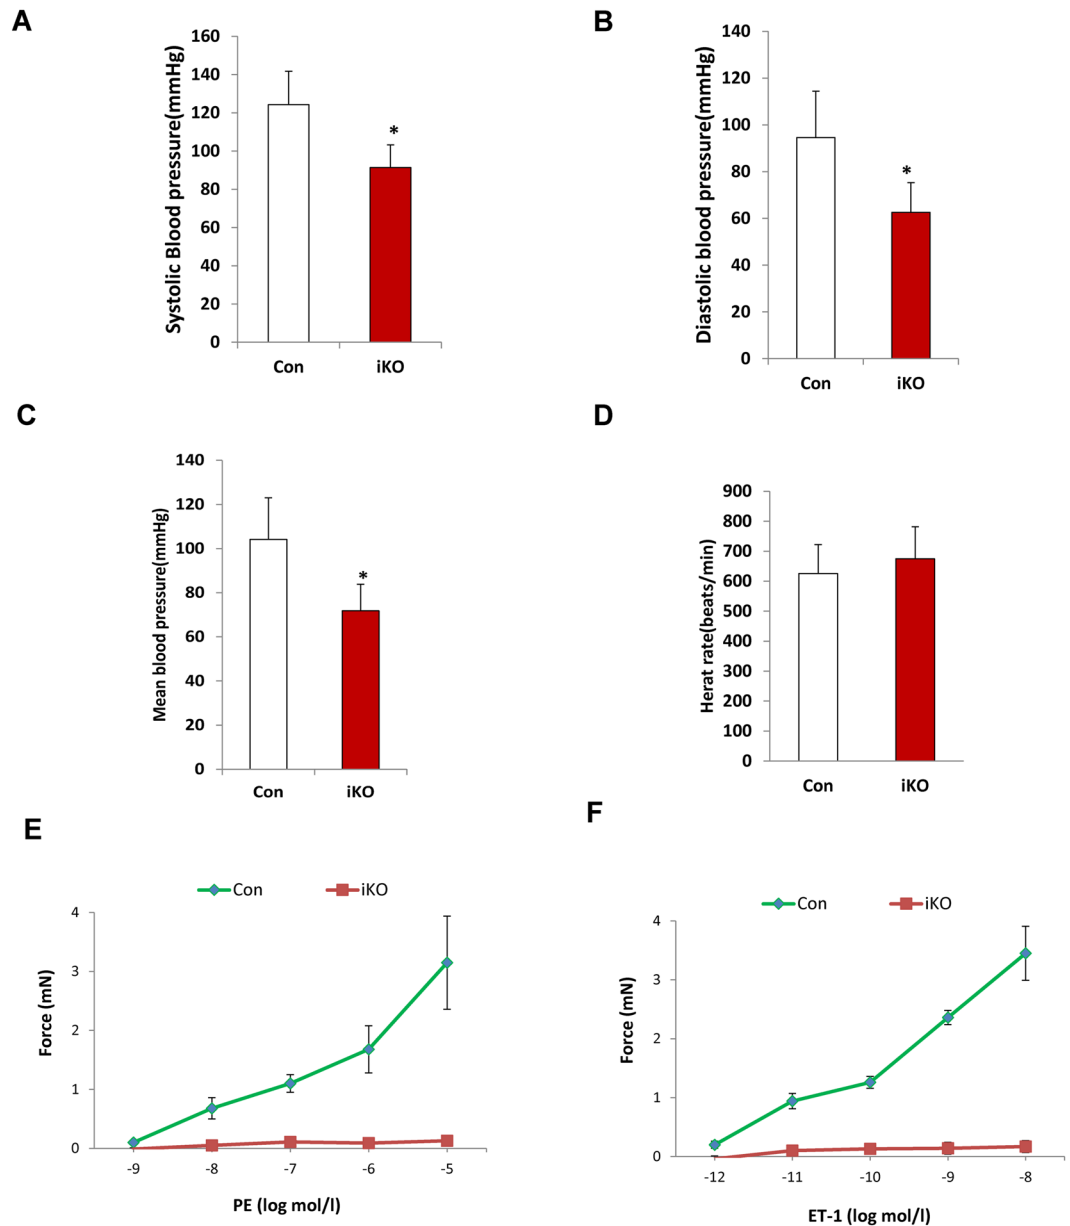 A
Systolic Blood pressure(mmHg)
160
140
120
100
80
60
40
20
0
*
Con iKO
B
Diastolic blood pressure(mmHg)
140
120
100
80
60
40
20
0
*
Con iKO
C
Mean blood pressure(mmHg)
140
120
100
80
60
40
20
0
*
Con iKO
D
Herat rate(beats/min)
900
800
700
600
500
400
300
200
100
0
Con iKO
E
Con iKO
Force (mN)
4
3
2
1
0
-9 -8 -7 -6 -5
PE (log mol/l)
F
Con iKO
Force (mN)
4
3
2
1
0
-12 -11 -10 -9 -8
ET-1 (log mol/l)